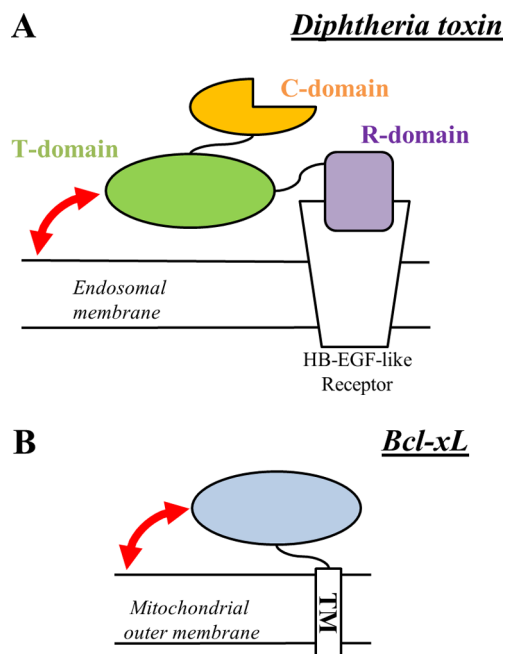 A
Diphtheria toxin
C-domain
T-domain
R-domain
Endosomal
membrane
HB-EGF-like
Receptor
B
Bcl-xL
TM
Mitochondrial
outer membrane